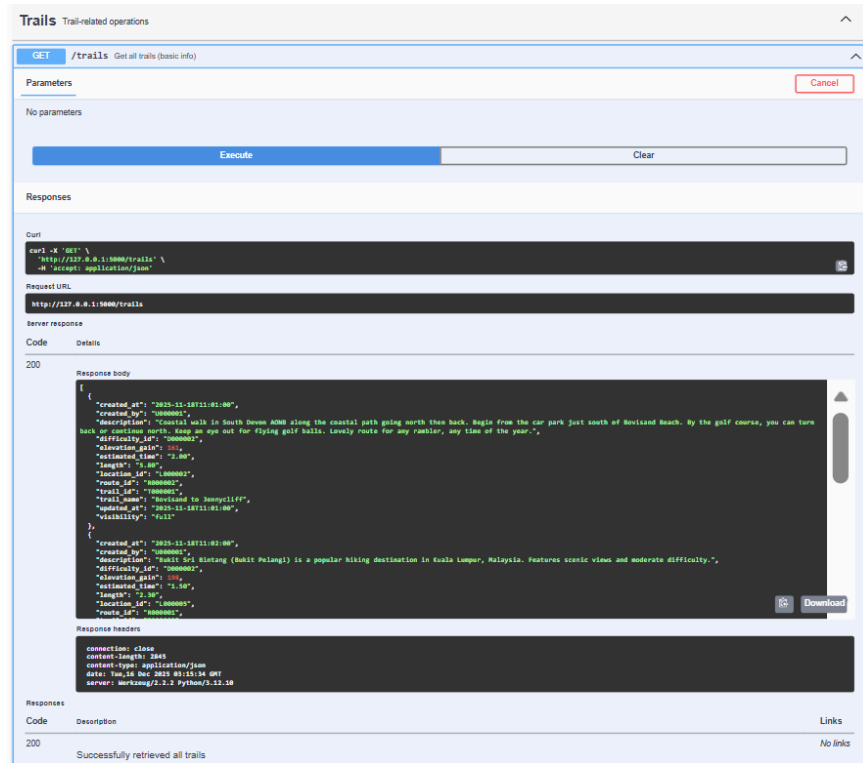 Trails Trail-related operations
GET /trails Get all trails (basic info)
Parameters
Cancel
No parameters
Execute
Clear
Responses
Curl
curl -X 'GET' \
'http://127.0.0.1:5000/trails' \
-H 'accept: application/json'
Request URL
http://127.0.0.1:5000/trails
Server response
Code Details
200
Response body
[
{
"created_at": "2025-11-18T11:01:00",
"created_by": "U000001",
"description": "Coastal walk in South Devon AONB along the coastal path going north then back. Begin from the car park just south of Bovisand Beach. By the golf course, you can turn
back or continue north. Keep an eye out for flying golf balls. Lovely route for any rambler, any time of the year.",
"difficulty_id": "D000002",
"elevation_gain": 161,
"estimated_time": "2.00",
"length": "5.80",
"location_id": "L000002",
"route_id": "R000002",
"trail_id": "T000001",
"trail_name": "Bovisand to Jennycliff",
"updated_at": "2025-11-18T11:01:00",
"visibility": "full"
},
{
"created_at": "2025-11-18T11:02:00",
"created_by": "U000001",
"description": "Bukit Sri Bintang (Bukit Pelangi) is a popular hiking destination in Kuala Lumpur, Malaysia. Features scenic views and moderate difficulty.",
"difficulty_id": "D000002",
"elevation_gain":
"estimated_time": "1.50",
"length": "2.30",
"location_id": "L000005",
"route_id": "R000001",
Download
Response headers
connection: close
content-length: 2845
content-type: application/json
date: Tue,16 Dec 2025 03:15:34 GMT
server: Werkzeug/2.2.2 Python/3.12.10
Responses
Code Description Links
200 No links
Successfully retrieved all trails